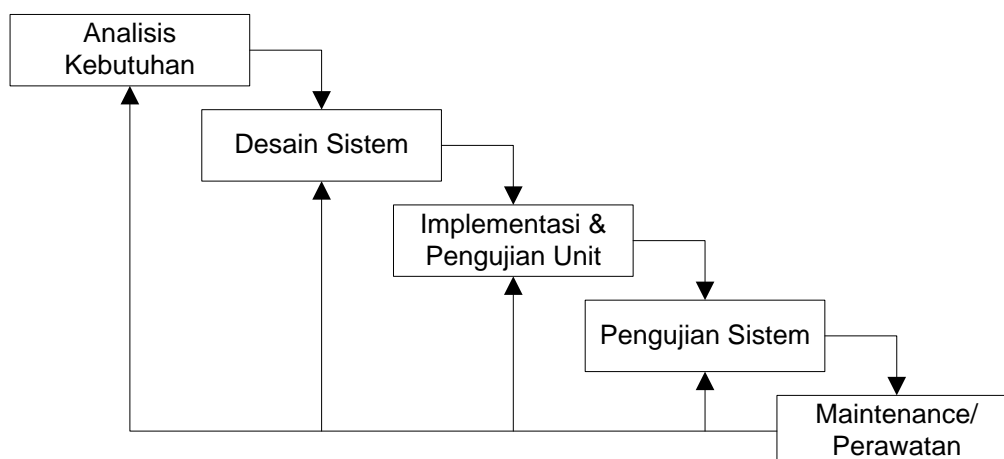 Analisis
Kebutuhan
Desain Sistem
Implementasi &
Pengujian Unit
Pengujian Sistem
Maintenance/
Perawatan